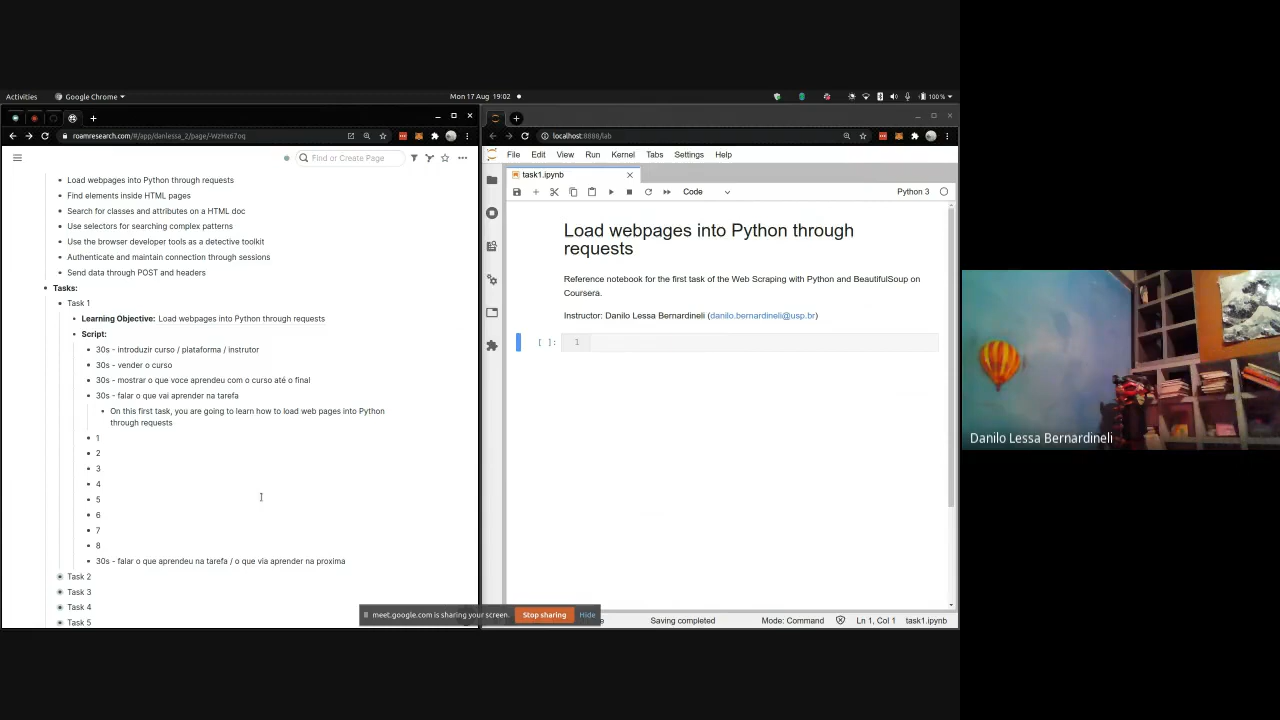 Activities
Google Chrome
Mon 17 Aug 19:02
100%
roamresearch.com/#/app/danlessa_2/page/-WzHx67oq
Find or Create Page
Load webpages into Python through requests
Find elements inside HTML pages
Search for classes and attributes on a HTML doc
Use selectors for searching complex patterns
Use the browser developer tools as a detective toolkit
Authenticate and maintain connection through sessions
Send data through POST and headers
Tasks:
Task 1
Learning Objective: Load webpages into Python through requests
Script:
30s - introduzir curso / plataforma / instrutor
30s - vender o curso
30s - mostrar o que voce aprendeu com o curso até o final
30s - falar o que vai aprender na tarefa
On this first task, you are going to learn how to load web pages into Python
through requests
1
2
3
4
5
6
7
8
30s - falar o que aprendeu na tarefa / o que via aprender na proxima
Task 2
Task 3
Task 4
Task 5
meet.google.com is sharing your screen.
Stop sharing
Hide
localhost:8888/lab
File Edit View Run Kernel Tabs Settings Help
task1.ipynb
Code
Python 3
Load webpages into Python through
requests
Reference notebook for the first task of the Web Scraping with Python and BeautifulSoup on
Coursera.
Instructor: Danilo Lessa Bernardineli (danilo.bernardineli@usp.br)
[ ]: 1
Saving completed
Mode: Command
Ln 1, Col 1
task1.ipynb
Danilo Lessa Bernardineli